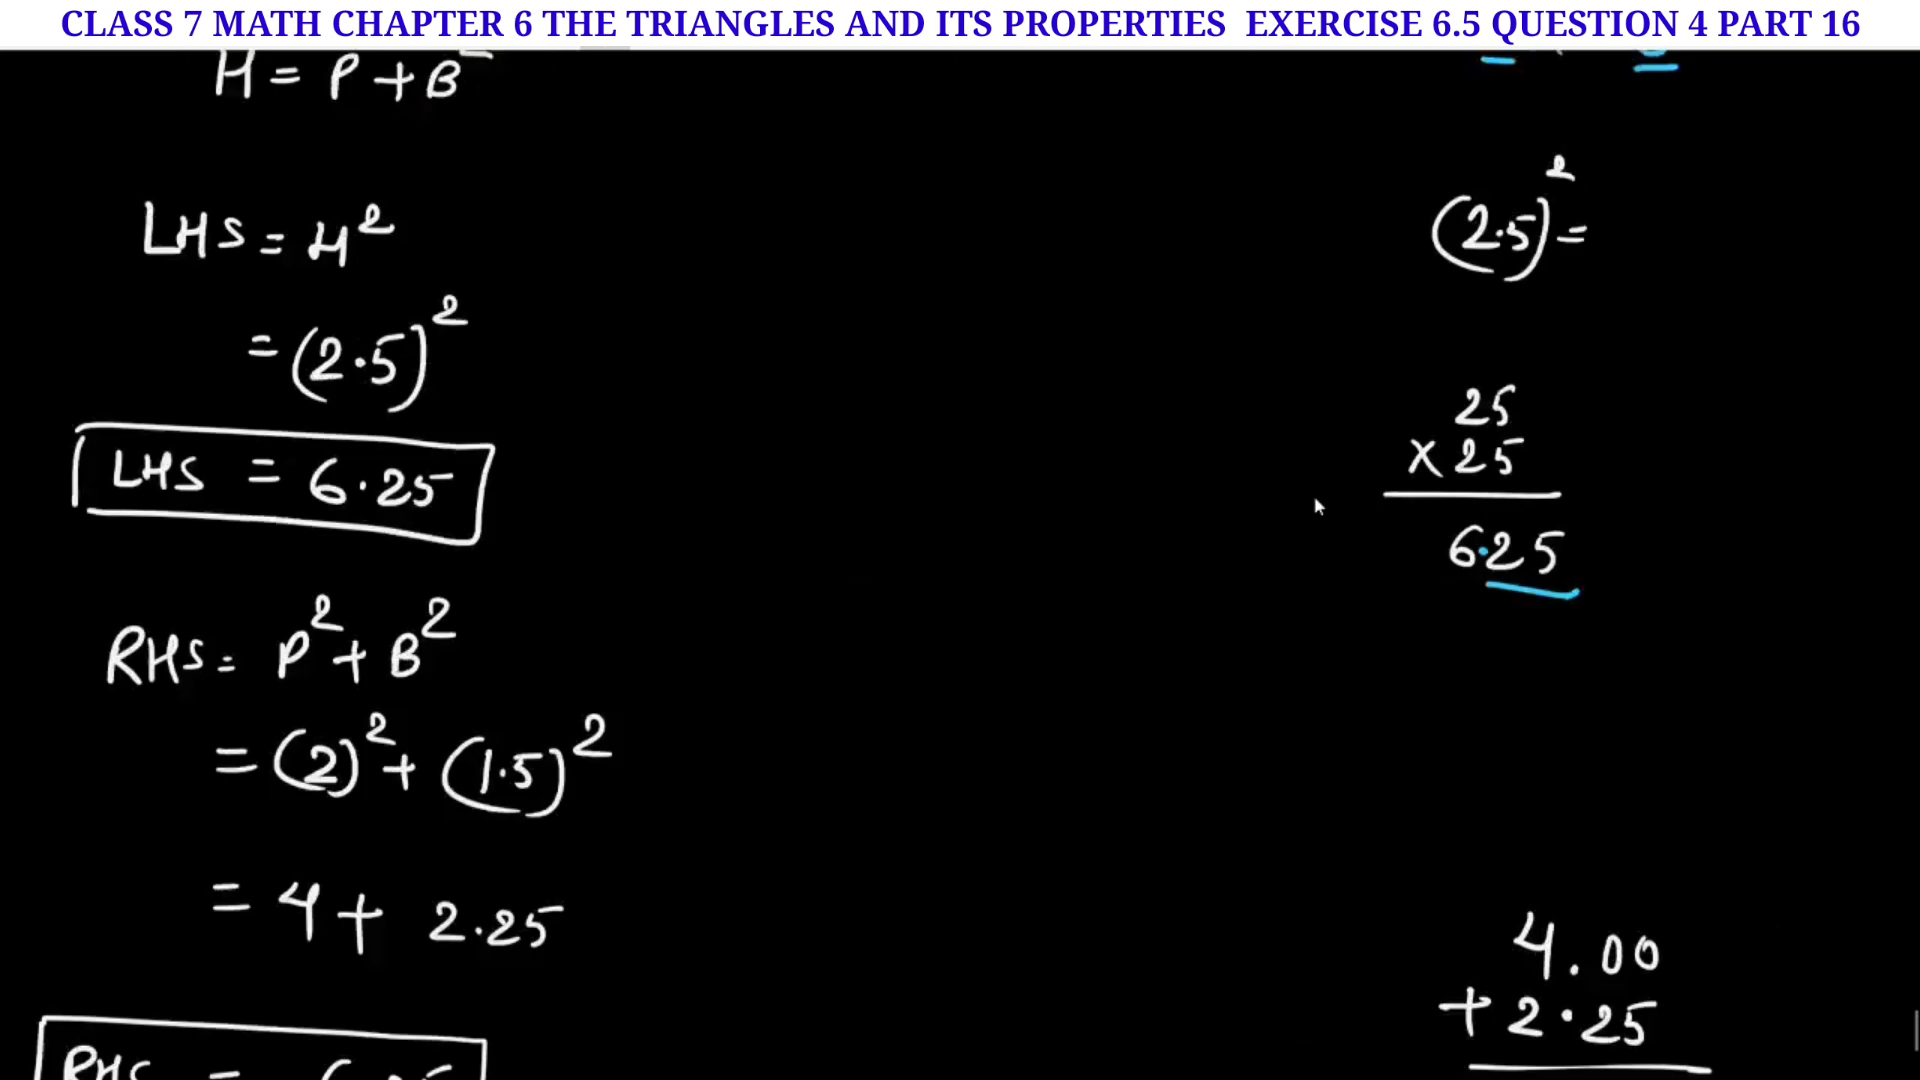 CLASS 7 MATH CHAPTER 6 THE TRIANGLES AND ITS PROPERTIES EXERCISE 6.5 QUESTION 4 PART 16
H = P + B
LHS = H²
= (2.5)²
LHS = 6.25
RHS = P² + B²
= (2)² + (1.5)²
= 4 + 2.25
RHS =
(2.5)² =
25
× 25
6.25
4.00
+ 2.25